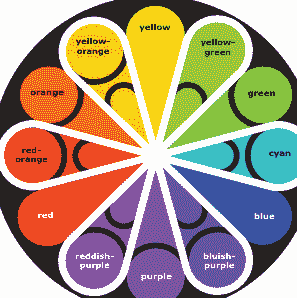 yellow
yellow-
orange
yellow-
green
orange
green
red-
orange
cyan
red
blue
reddish-
purple
bluish-
purple
purple